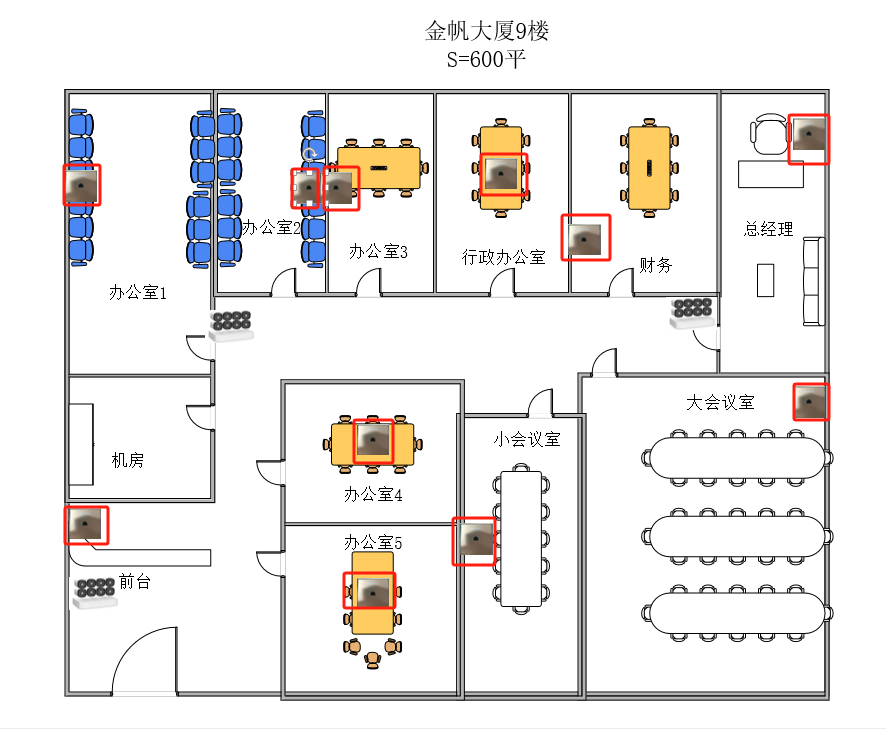 金帆大厦9楼
S=600平
办公室1
办公室2
办公室3
行政办公室
财务
总经理
机房
办公室4
小会议室
大会议室
办公室5
前台